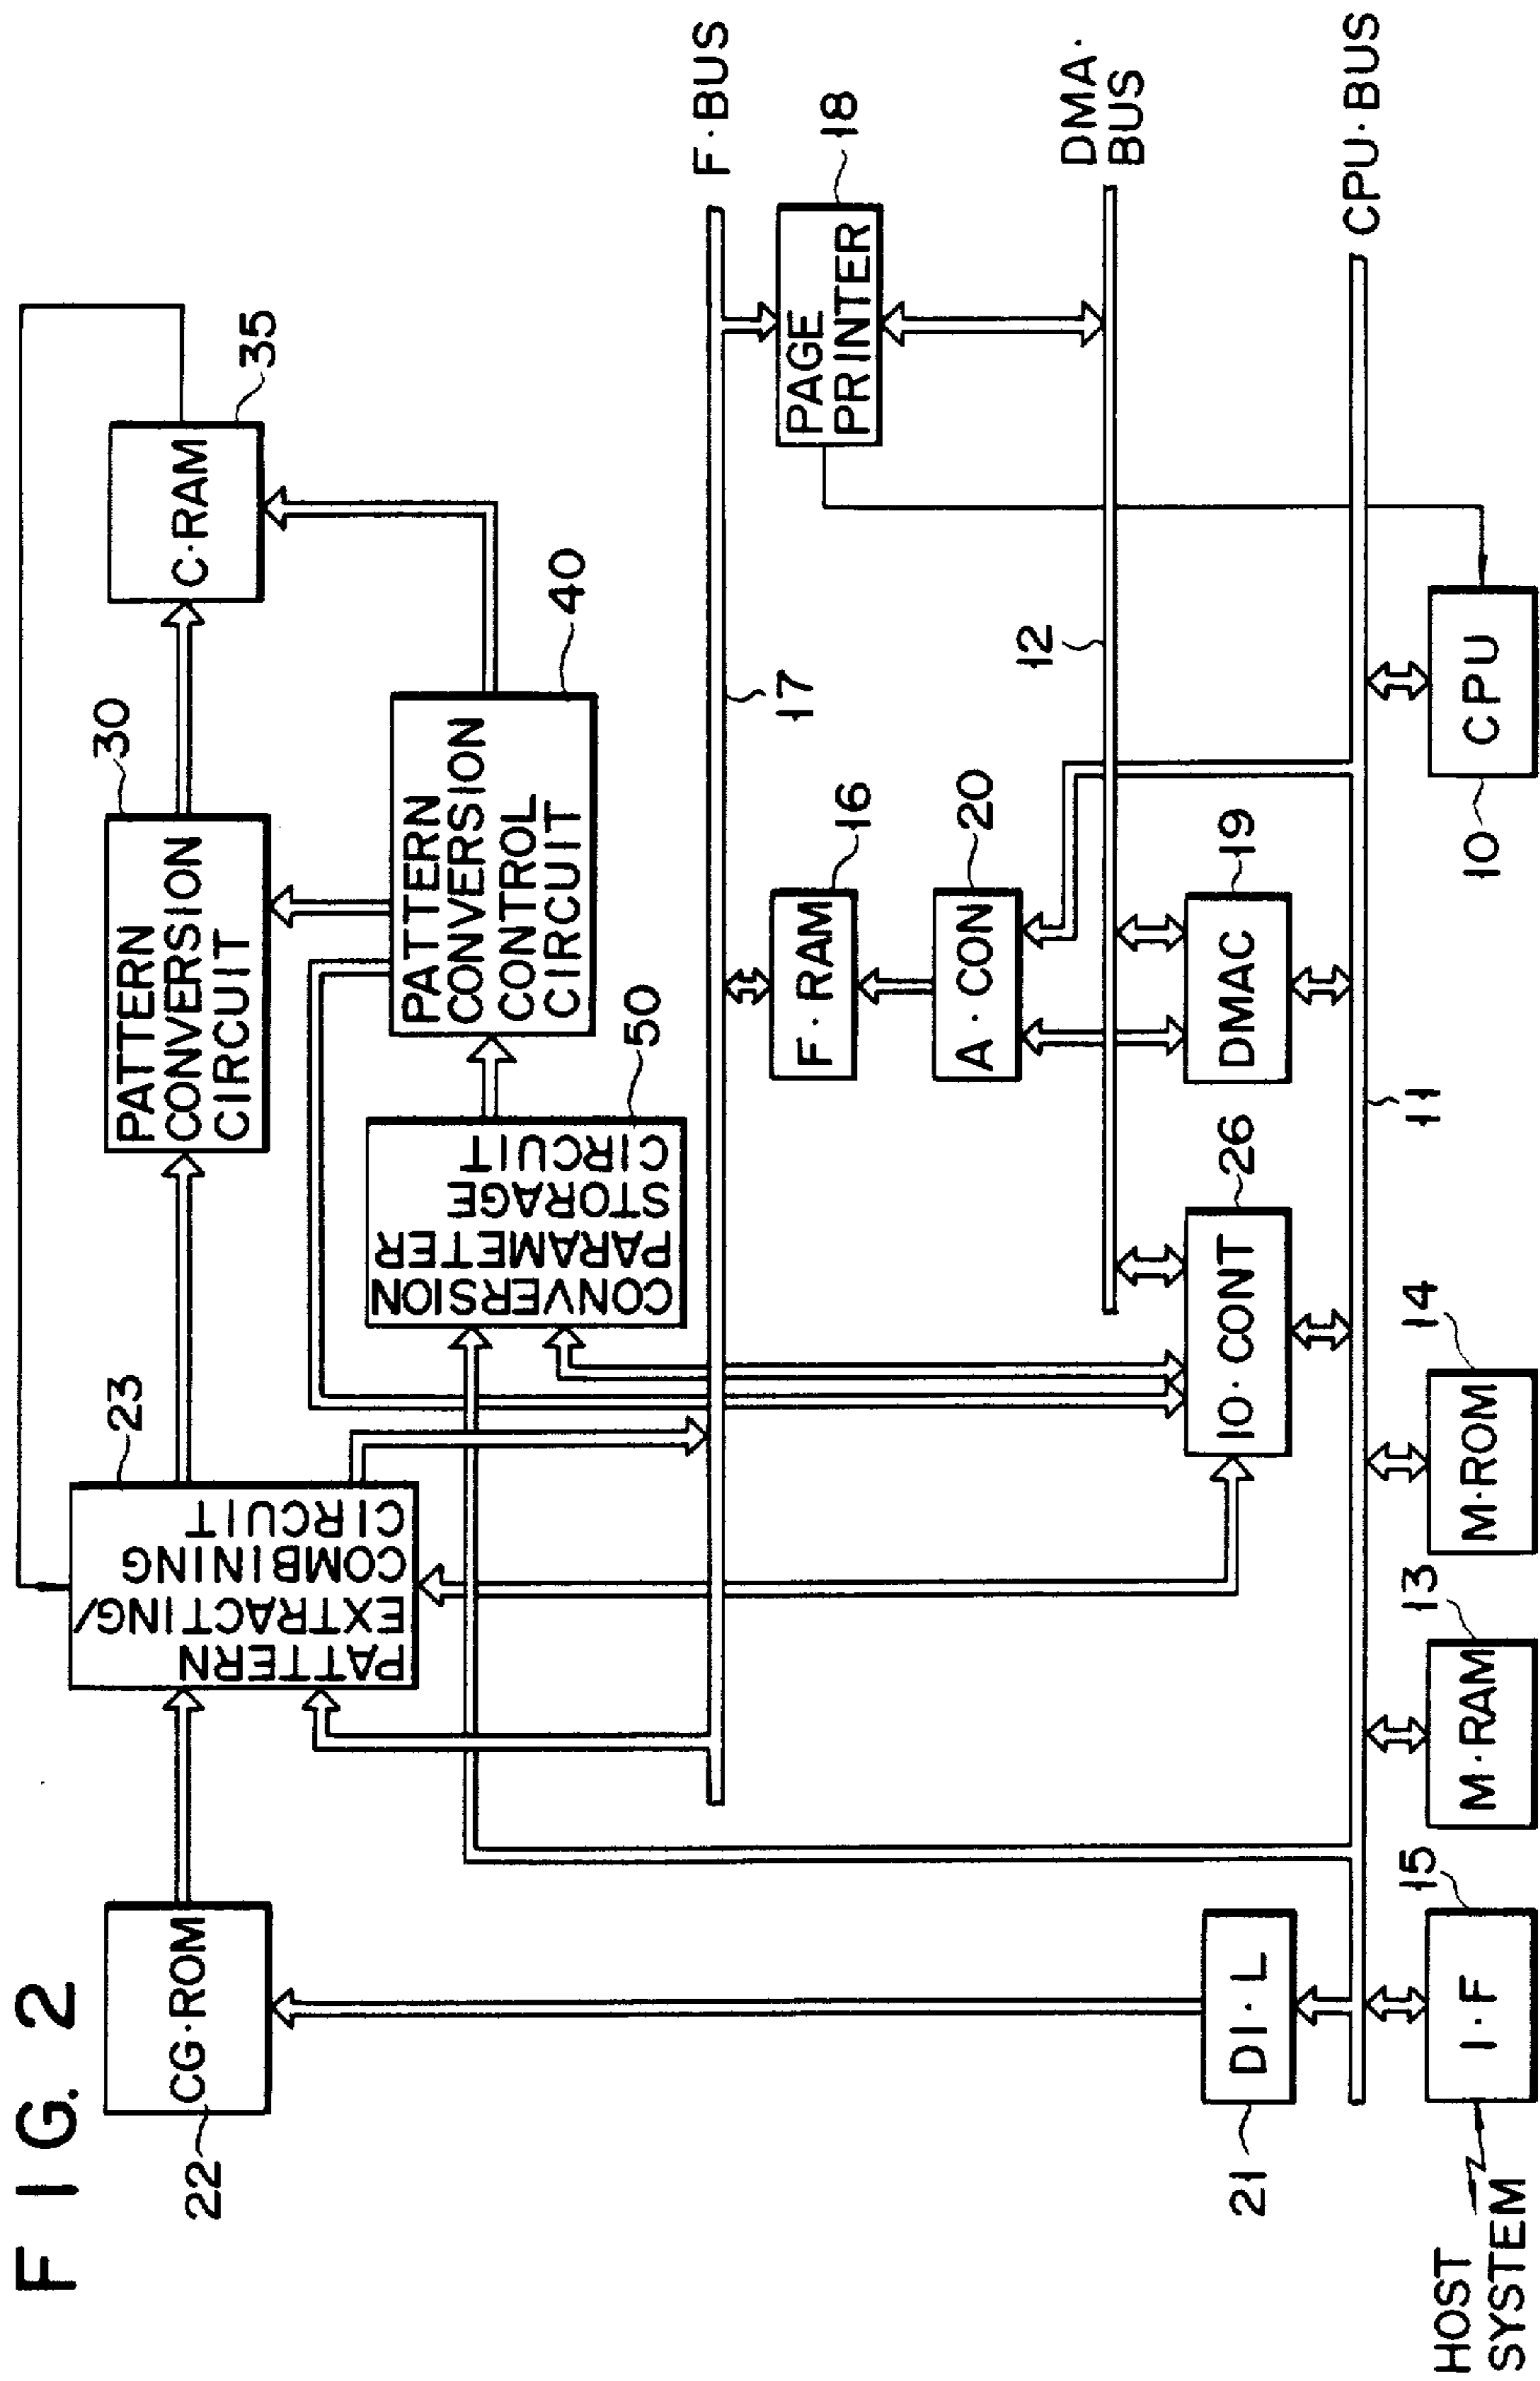 FIG. 2
22
CG·ROM
23
PATTERN
EXTRACTING/
COMBINING
CIRCUIT
30
PATTERN
CONVERSION
CIRCUIT
35
C·RAM
50
CONVERSION
PARAMETER
STORAGE
CIRCUIT
40
PATTERN
CONVERSION
CONTROL
CIRCUIT
F·BUS
17
F·RAM
16
PAGE
PRINTER
18
A·CON
20
12
DMA·
BUS
21
DI·L
IO·CONT
26
DMAC
19
CPU·BUS
11
HOST
SYSTEM
I·F
15
M·RAM
13
M·ROM
14
10
CPU